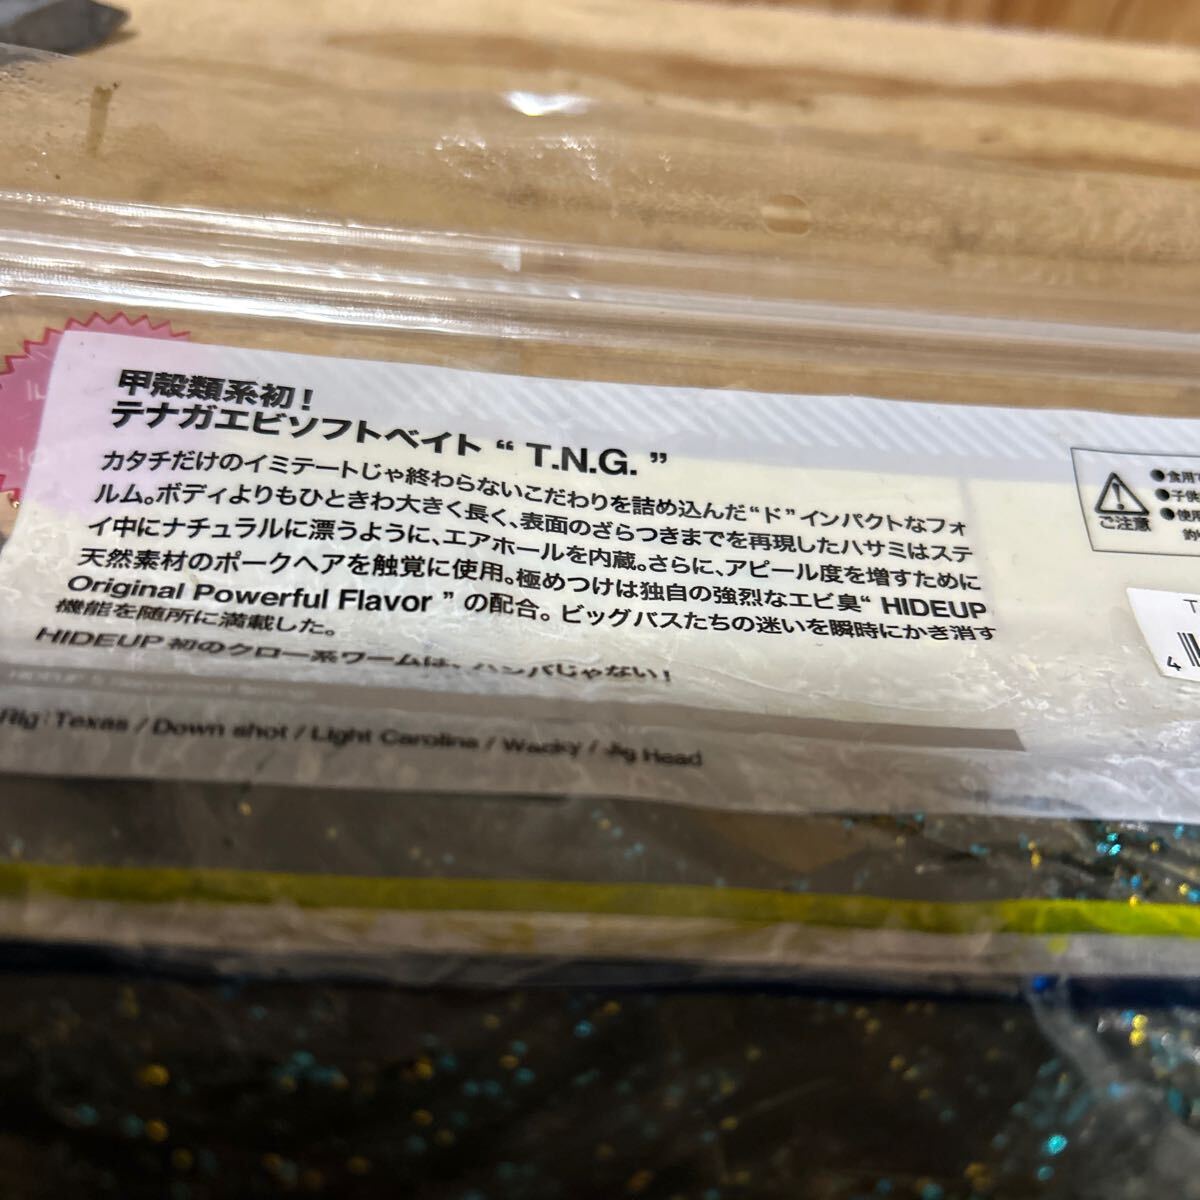 甲殻類系初！
テナガエビソフトベイト “ T.N.G. ”
カタチだけのイミテートじゃ終わらないこだわりを詰め込んだ“ド”インパクトなフォ
ルム。ボディよりもひときわ大きく長く、表面のざらつきまでを再現したハサミはステ
イ中にナチュラルに漂うように、エアホールを内蔵。さらに、アピール度を増すために
天然素材のポークヘアを触覚に使用。極めつけは独自の強烈なエビ臭“ HIDEUP
Original Powerful Flavor ” の配合。ビッグバスたちの迷いを瞬時にかき消す
機能を随所に満載した。
HIDEUP 初のクロー系ワームは、ハンパじゃない！
Rig：Texas / Down shot / Light Carolina / Wacky / Jig Head
ご注意
●食用
●子供
●使用
T
4